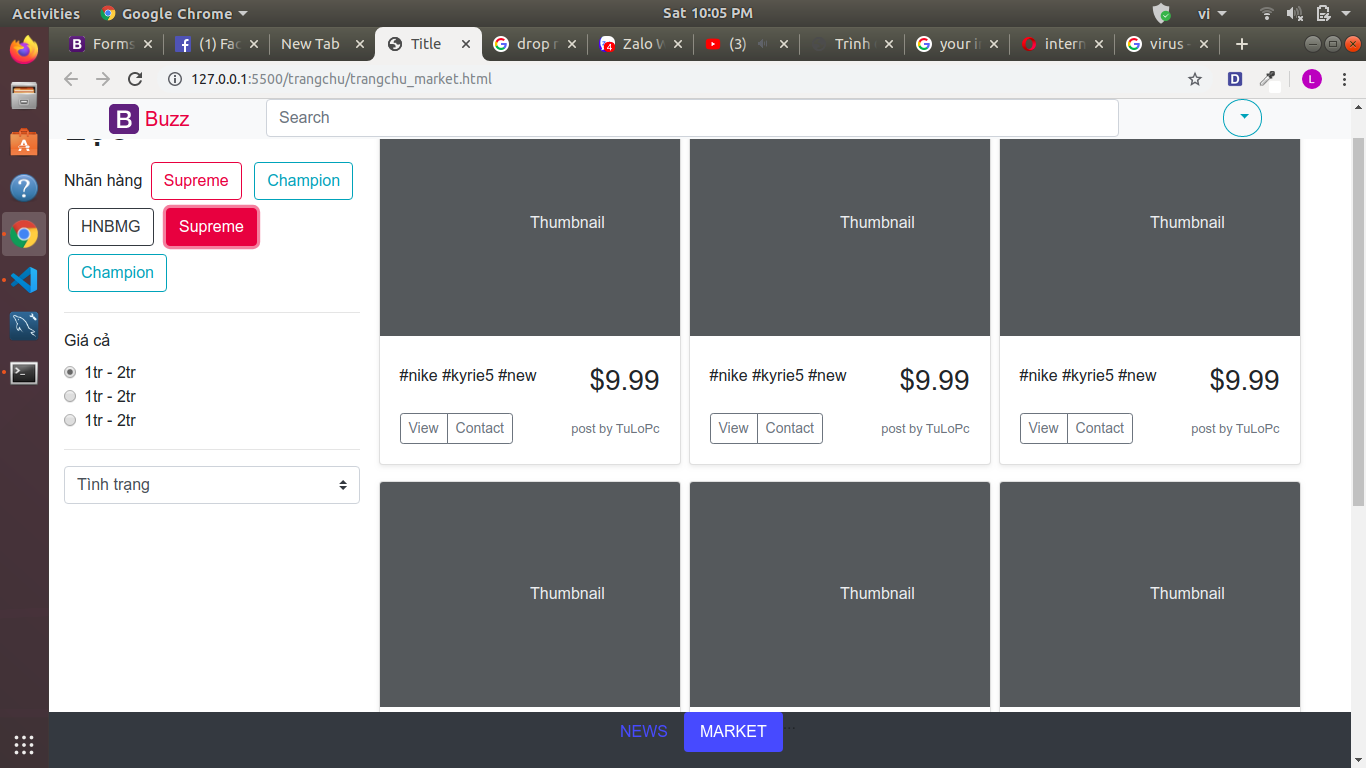 Activities Google Chrome Sat 10:05 PM vi
Forms (1) Fac New Tab Title drop r Zalo W (3) Trình your i intern virus
127.0.0.1:5500/trangchu/trangchu_market.html L
B Buzz Search
Nhãn hàng Supreme Champion
HNBMG Supreme
Champion
Giá cả
1tr - 2tr
1tr - 2tr
1tr - 2tr
Tình trạng
Thumbnail Thumbnail Thumbnail
#nike #kyrie5 #new $9.99 #nike #kyrie5 #new $9.99 #nike #kyrie5 #new $9.99
View Contact post by TuLoPc View Contact post by TuLoPc View Contact post by TuLoPc
Thumbnail Thumbnail Thumbnail
NEWS MARKET ...